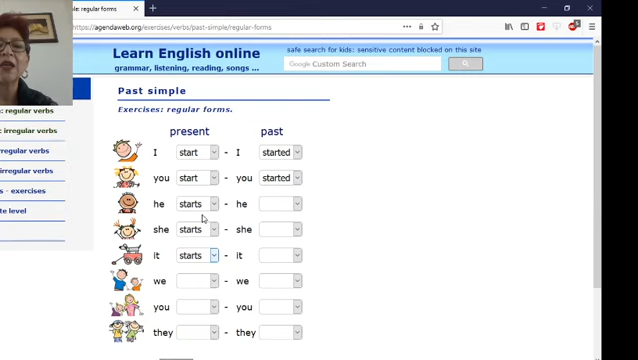 ple: regular forms
https://agendaweb.org/exercises/verbs/past-simple/regular-forms
Learn English online
grammar, listening, reading, songs ...
safe search for kids: sensitive content blocked on this
Google Custom Search
: regular verbs
: irregular verbs
irregular verbs
s - exercises
te level
Past simple
Exercises: regular forms.
present past
I start - I started
you start - you started
he starts - he
she starts - she
it starts - it
we - we
you - you
they - they